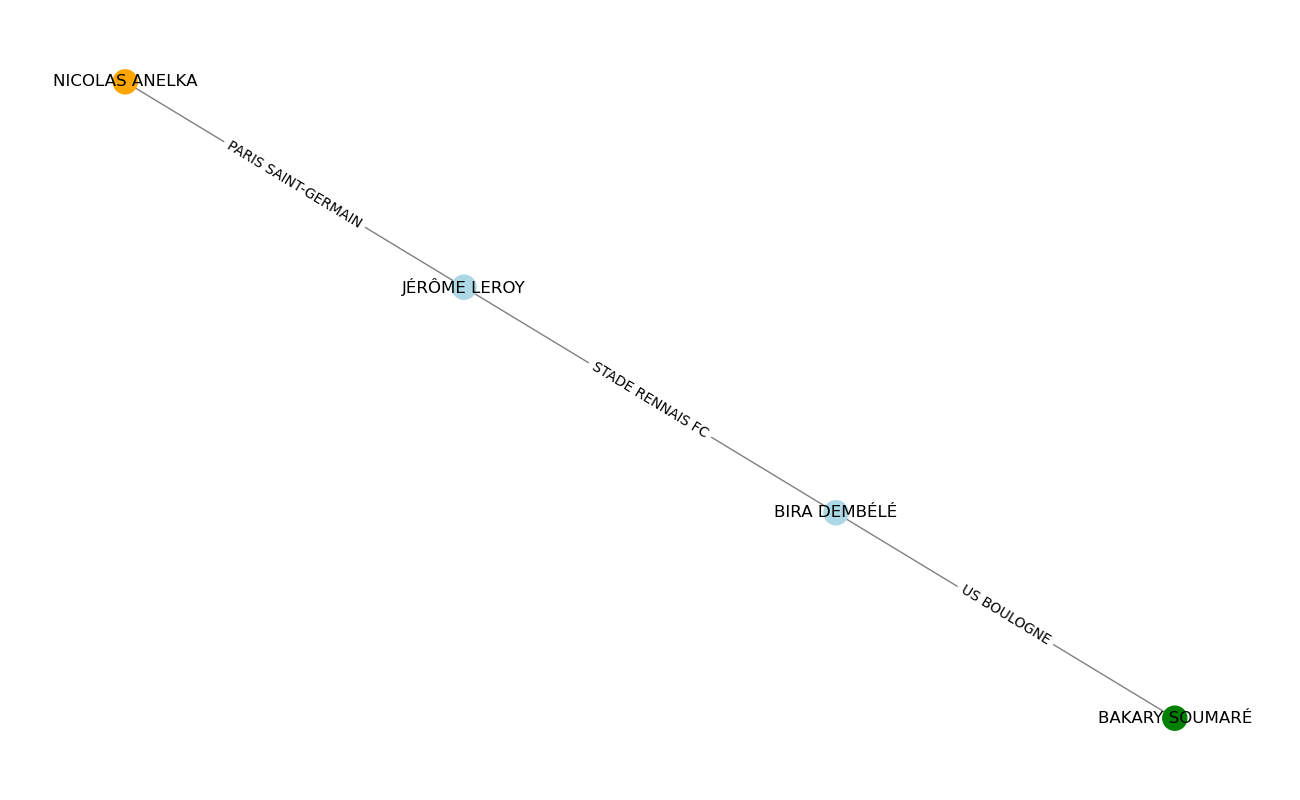 NICOLAS ANELKA
PARIS SAINT-GERMAIN
JÉRÔME LEROY
STADE RENNAIS FC
BIRA DEMBÉLÉ
US BOULOGNE
BAKARY SOUMARÉ